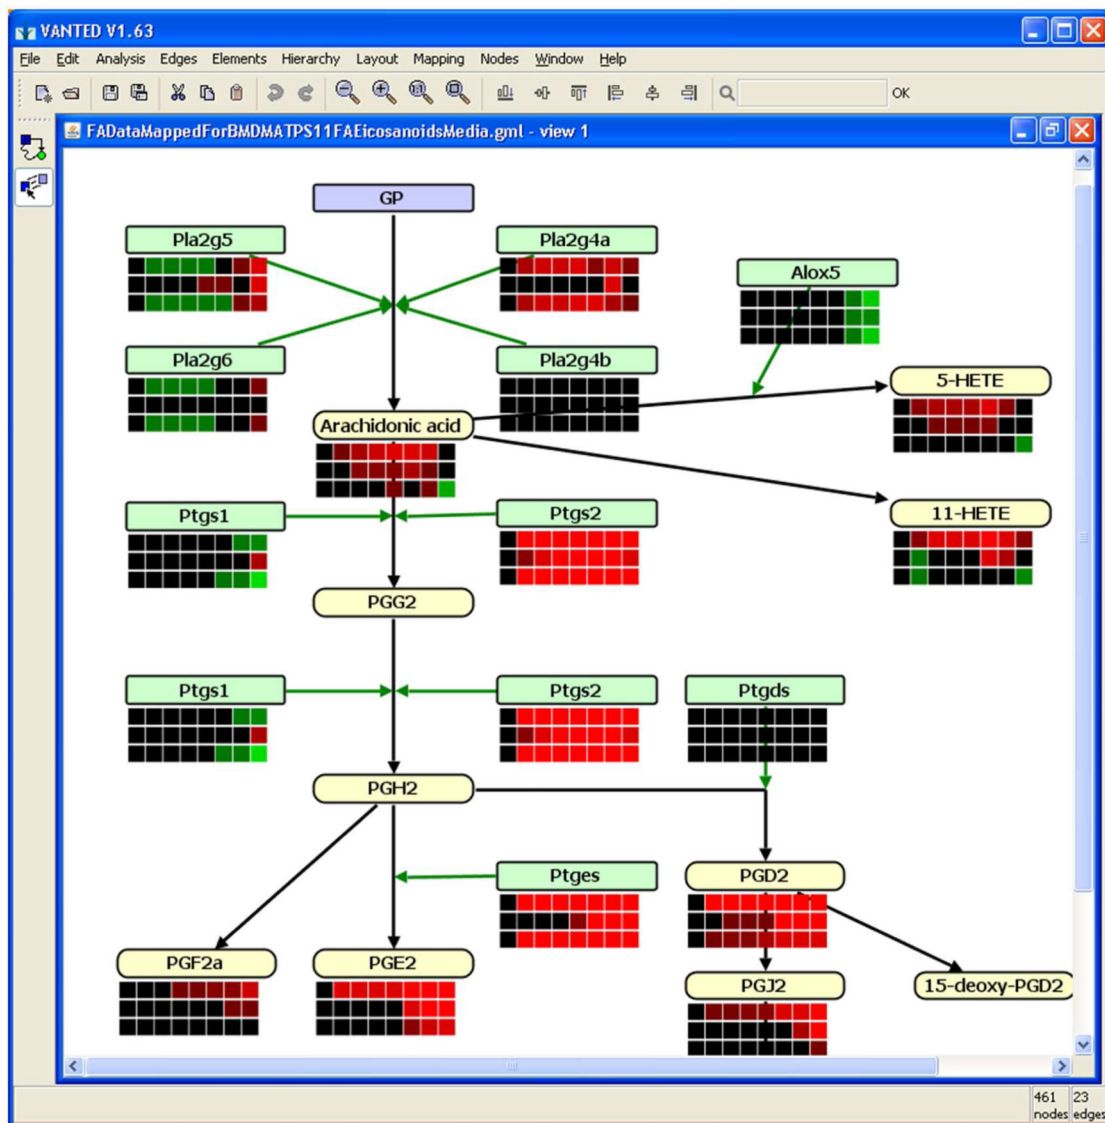 VANTED V1.63
File Edit Analysis Edges Elements Hierarchy Layout Mapping Nodes Window Help
OK
FADataMappedForBMDMATPS11FAEicosanoidsMedia.gml - view 1
GP
Pla2g5
Pla2g4a
Alox5
Pla2g6
Pla2g4b
5-HETE
Arachidonic acid
Ptgs1
Ptgs2
11-HETE
PGG2
Ptgs1
Ptgs2
Ptgds
PGH2
Ptges
PGD2
PGF2a
PGE2
PGJ2
15-deoxy-PGD2
461 nodes
23 edges